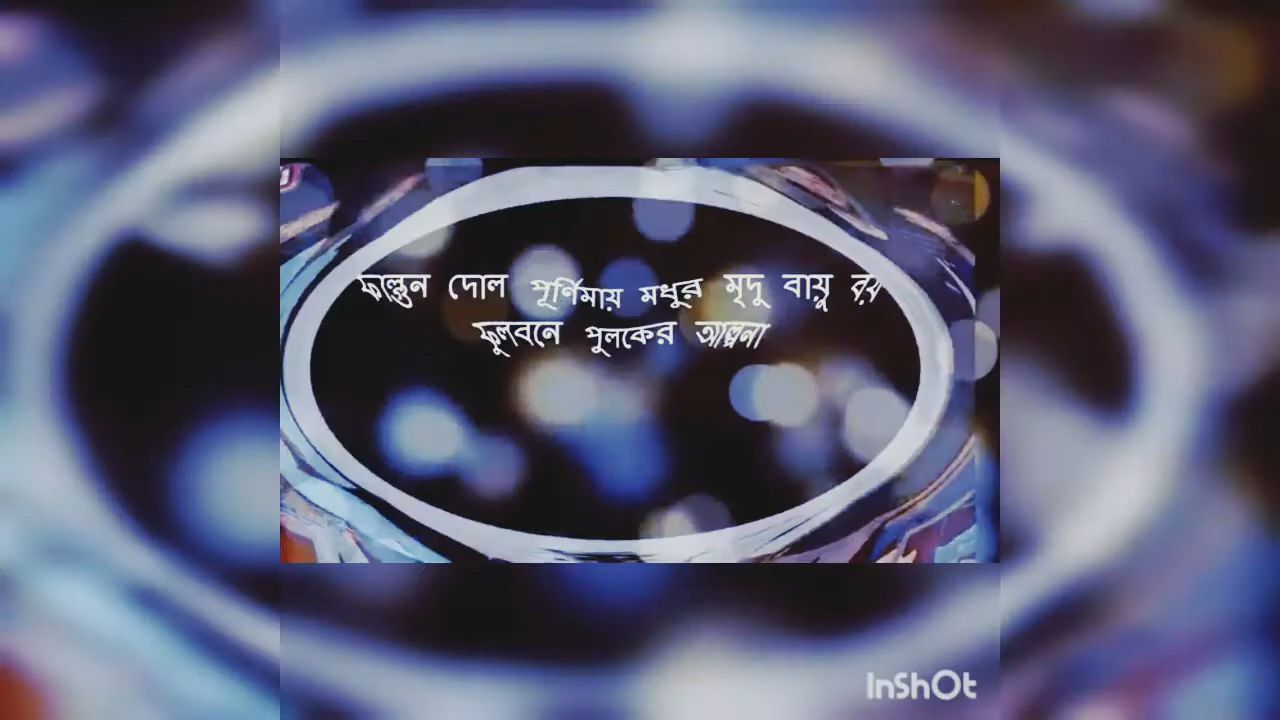 ফাল্গুন দোল পূর্ণিমায় মধুর মৃদু বায়ু বয়
ফুলবনে পুলকের আল্পনা
InShOt